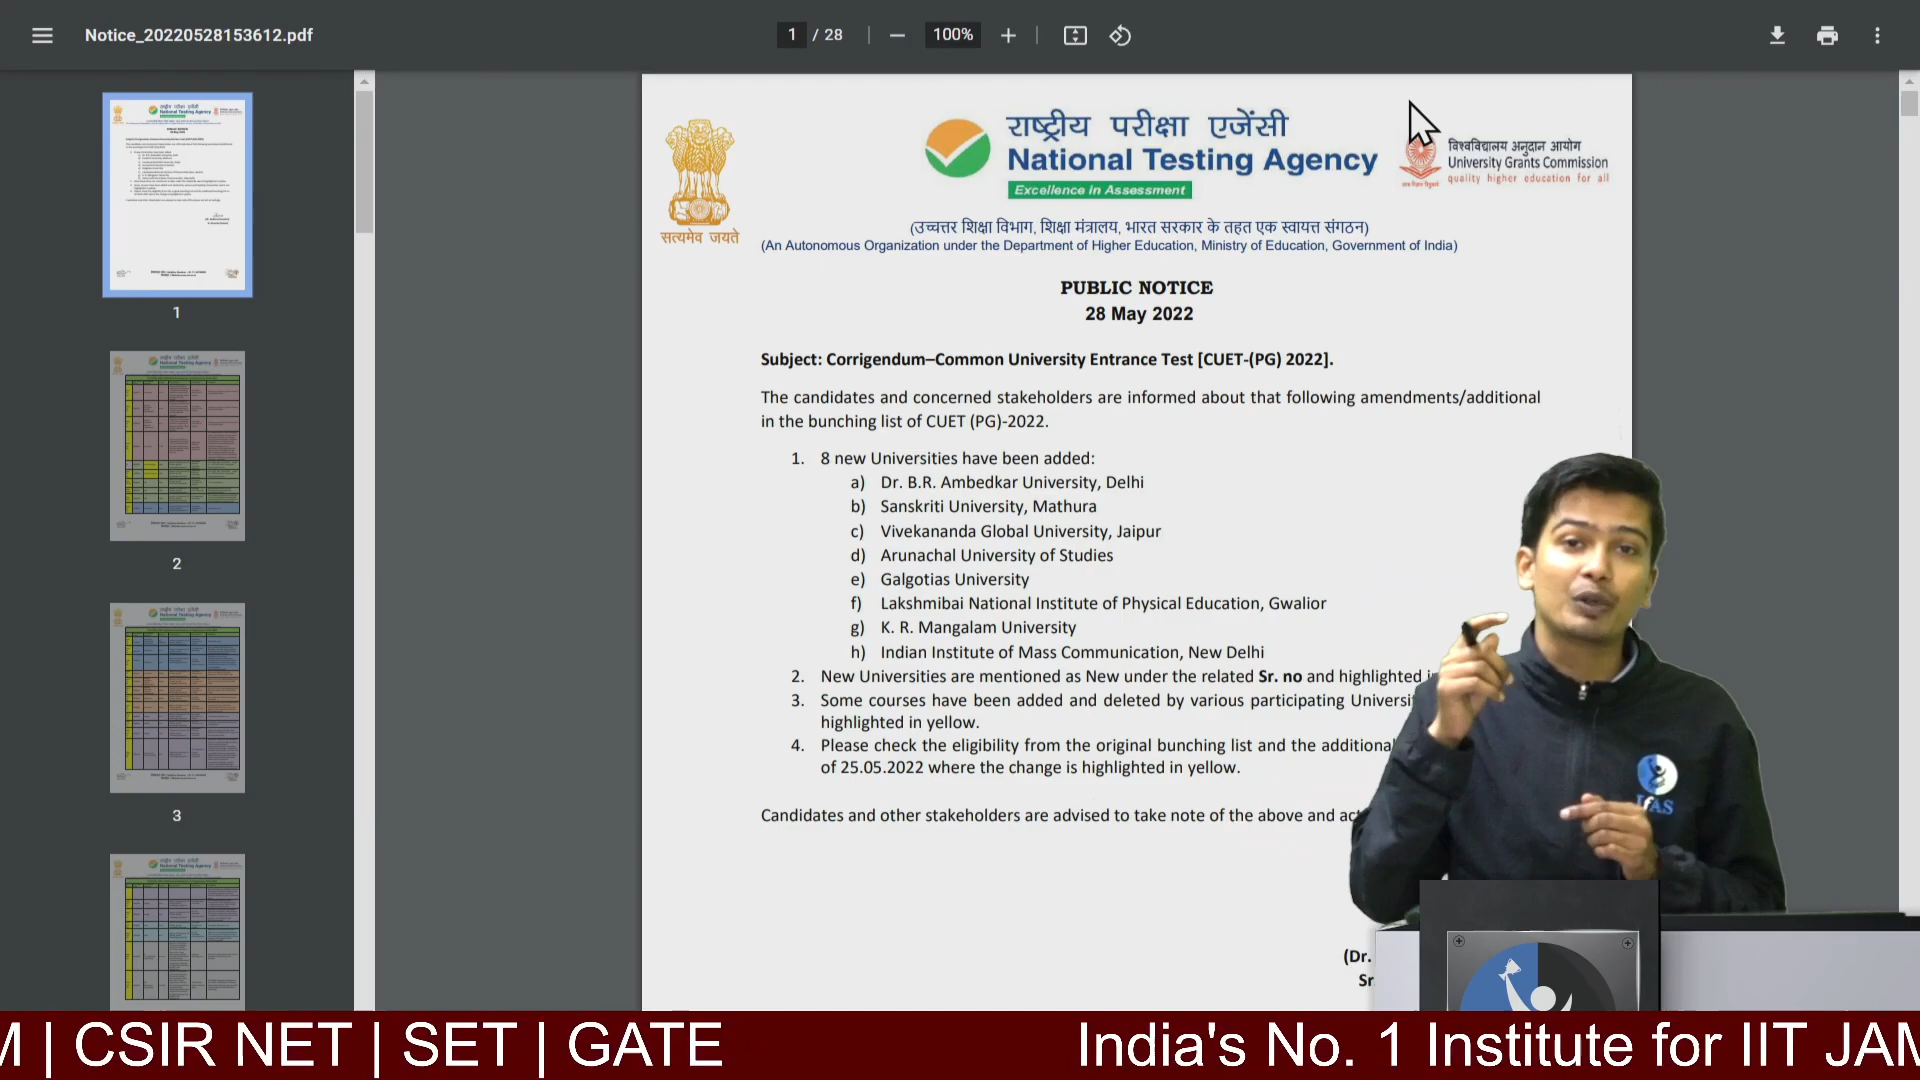 Notice_20220528153612.pdf
1 / 28
100%
राष्ट्रीय परीक्षा एजेंसी
National Testing Agency
Excellence in Assessment
विश्वविद्यालय अनुदान आयोग
University Grants Commission
quality higher education for all
सत्यमेव जयते
(उच्चत्तर शिक्षा विभाग, शिक्षा मंत्रालय, भारत सरकार के तहत एक स्वायत्त संगठन)
(An Autonomous Organization under the Department of Higher Education, Ministry of Education, Government of India)
PUBLIC NOTICE
28 May 2022
Subject: Corrigendum–Common University Entrance Test [CUET-(PG) 2022].
The candidates and concerned stakeholders are informed about that following amendments/additional
in the bunching list of CUET (PG)-2022.
1. 8 new Universities have been added:
a) Dr. B.R. Ambedkar University, Delhi
b) Sanskriti University, Mathura
c) Vivekananda Global University, Jaipur
d) Arunachal University of Studies
e) Galgotias University
f) Lakshmibai National Institute of Physical Education, Gwalior
g) K. R. Mangalam University
h) Indian Institute of Mass Communication, New Delhi
2. New Universities are mentioned as New under the related Sr. no and highlighted
3. Some courses have been added and deleted by various participating
highlighted in yellow.
4. Please check the eligibility from the original bunching list and the additional
of 25.05.2022 where the change is highlighted in yellow.
Candidates and other stakeholders are advised to take note of the above and
(Dr.
Sr
1
2
3
IfAS
M | CSIR NET | SET | GATE
India's No. 1 Institute for IIT JAM